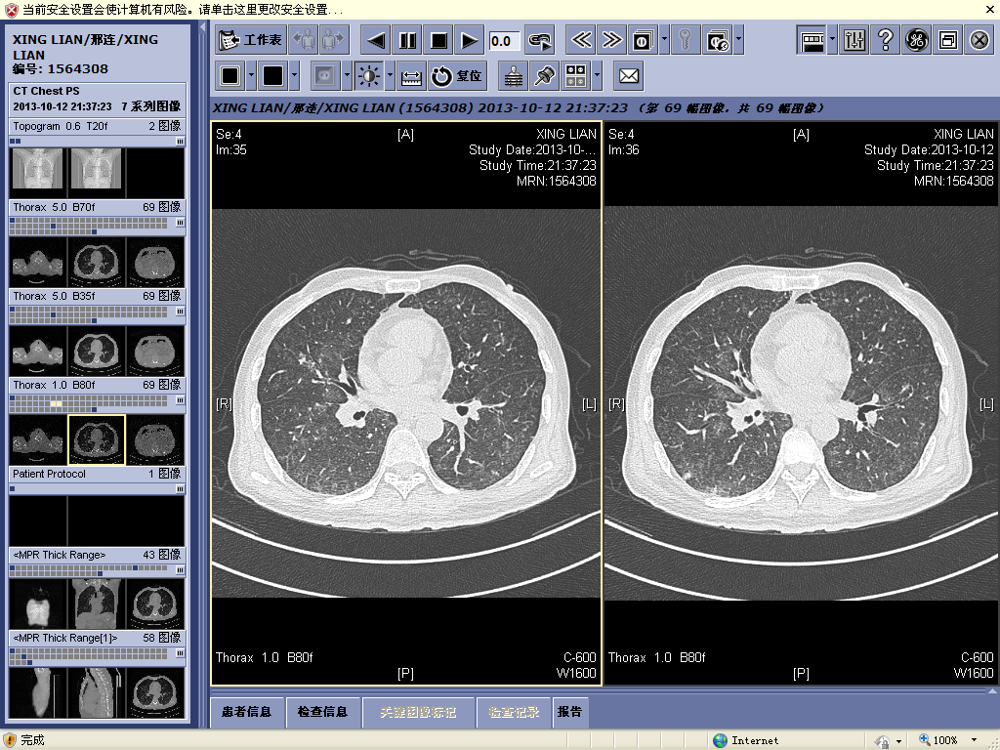 当前安全设置会使计算机有风险。请单击这里更改安全设置...
XING LIAN/邢连/XING
LIAN
编号: 1564308
CT Chest PS
2013-10-12 21:37:23 7 系列图像
Topogram 0.6 T20f 2 图像
Thorax 5.0 B70f 69 图像
Thorax 5.0 B35f 69 图像
Thorax 1.0 B80f 69 图像
Patient Protocol 1 图像
<MPR Thick Range> 43 图像
<MPR Thick Range[1]> 58 图像
工作表
0.0
复位
XING LIAN/邢连/XING LIAN (1564308) 2013-10-12 21:37:23 (第 69 幅图像, 共 69 幅图像)
Se:4
Im:35
[A]
XING LIAN
Study Date:2013-10-...
Study Time:21:37:23
MRN:1564308
[R]
[L]
Thorax 1.0 B80f
[P]
C-600
W1600
Se:4
Im:36
[A]
XING LIAN
Study Date:2013-10-12
Study Time:21:37:23
MRN:1564308
[R]
[L]
Thorax 1.0 B80f
[P]
C-600
W1600
患者信息 检查信息 关键图像标记 检查记录 报告
完成
Internet
100%